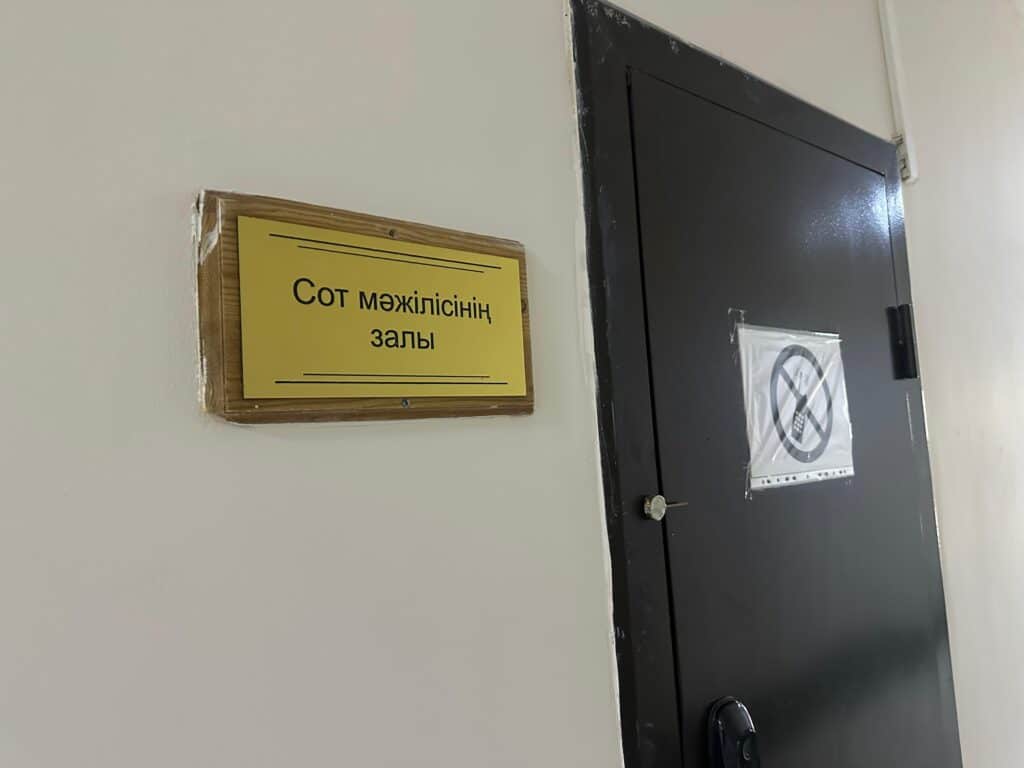 Сот мәжілісінің
залы